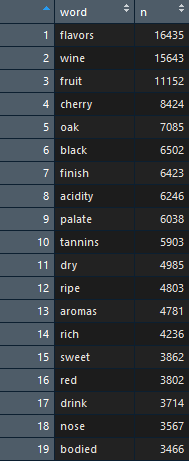 word n
1 flavors 16435
2 wine 15643
3 fruit 11152
4 cherry 8424
5 oak 7085
6 black 6502
7 finish 6423
8 acidity 6246
9 palate 6038
10 tannins 5903
11 dry 4985
12 ripe 4803
13 aromas 4781
14 rich 4236
15 sweet 3862
16 red 3802
17 drink 3714
18 nose 3567
19 bodied 3466